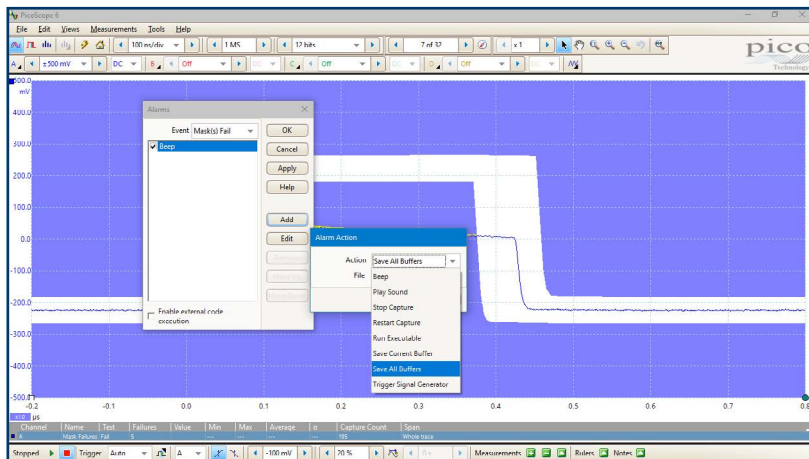 PicoScope 6
File Edit Views Measurements Tools Help
100 ns/div 1 MS 12 bits 7 of 32 x 1
pico
Technology
A ±500 mV DC B Off DC C Off DC D Off DC
500.0
mV
400.0
300.0
200.0
100.0
0.0
-100.0
-200.0
-300.0
-400.0
-500.0
Alarms
Event Mask(s) Fail
Beep
OK
Cancel
Apply
Help
Add
Edit
Enable external code
execution
Alarm Action
Action Save All Buffers
File
Beep
Play Sound
Stop Capture
Restart Capture
Run Executable
Save Current Buffer
Save All Buffers
Trigger Signal Generator
-0.2 -0.1 0.0 0.1 0.2 0.3 0.4 0.5 0.6 0.7 0.8
x1.0 µs
Channel Name Test Failures Value Min Max Average σ Capture Count Span
A Mask Failures Fail 5 --- --- --- --- --- 195 Whole trace
Stopped Trigger Auto A -100 mV 20 % 0 s Measurements Rulers Notes